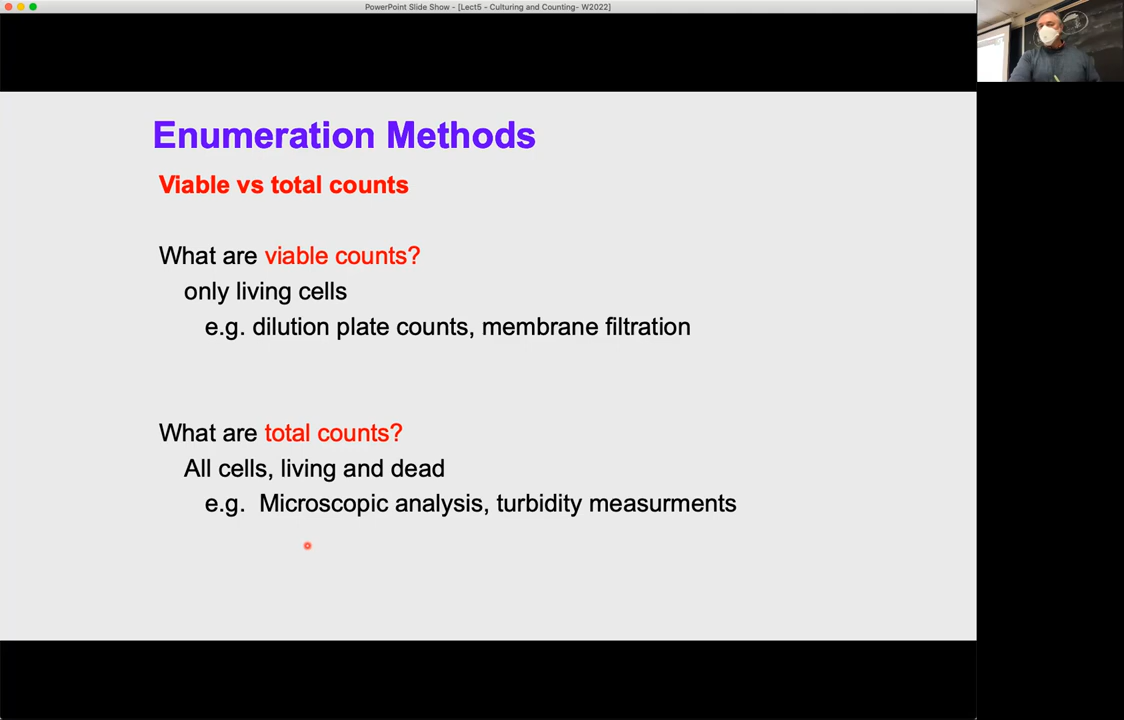 PowerPoint Slide Show - [Lect5 - Culturing and Counting- W2022]
Enumeration Methods
Viable vs total counts
What are viable counts?
only living cells
e.g. dilution plate counts, membrane filtration
What are total counts?
All cells, living and dead
e.g. Microscopic analysis, turbidity measurments